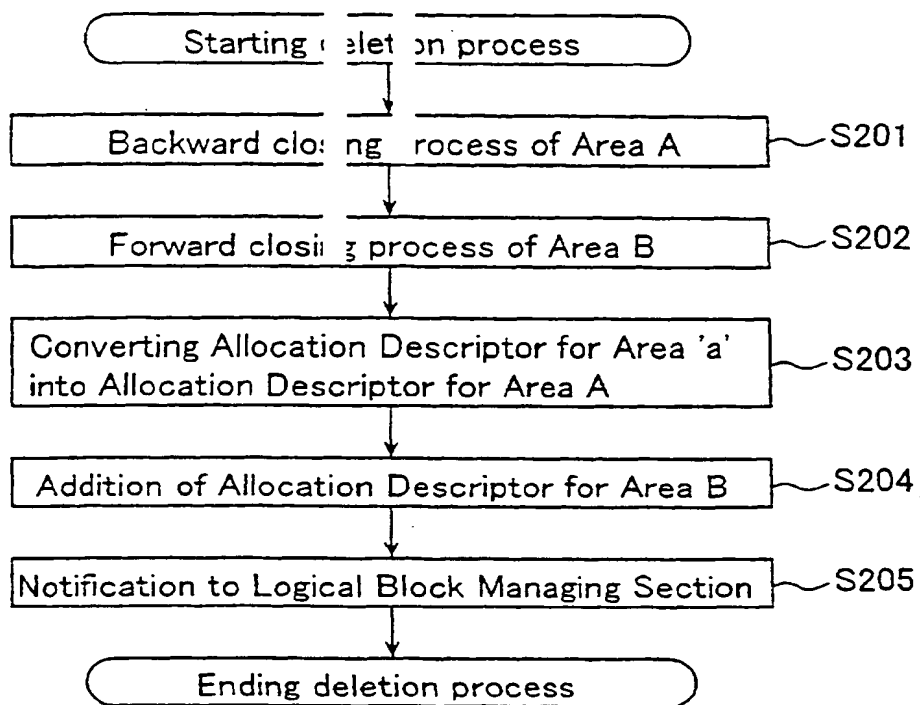 Starting deletion process
Backward closing process of Area A
S201
Forward closing process of Area B
S202
Converting Allocation Descriptor for Area 'a'
into Allocation Descriptor for Area A
S203
Addition of Allocation Descriptor for Area B
S204
Notification to Logical Block Managing Section
S205
Ending deletion process